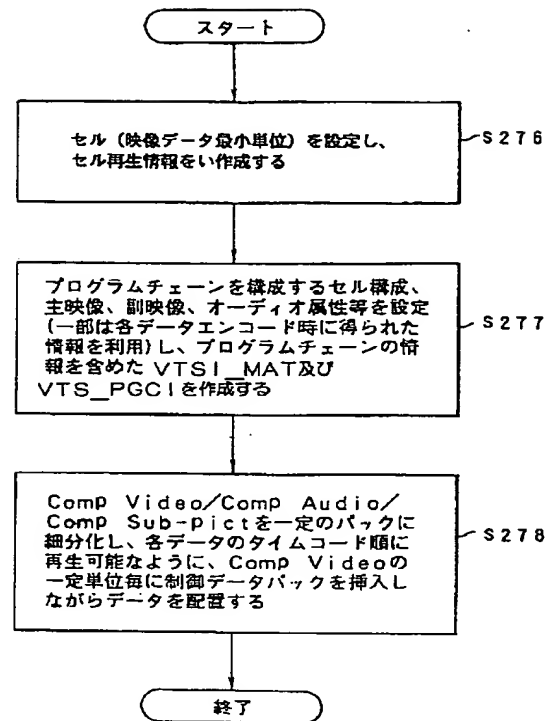 スタート
セル（映像データ最小単位）を設定し、
セル再生情報をい作成する
S276
プログラムチェーンを構成するセル構成、
主映像、副映像、オーディオ属性等を設定
(一部は各データエンコード時に得られた
情報を利用)し、プログラムチェーンの情
報を含めた VTSI_MAT及び
VTS_PGCIを作成する
S277
Comp Video/Comp Audio/
Comp Sub-pictを一定のパックに
細分化し、各データのタイムコード順に
再生可能なように、Comp Videoの
一定単位毎に制御データパックを挿入し
ながらデータを配置する
S278
終了